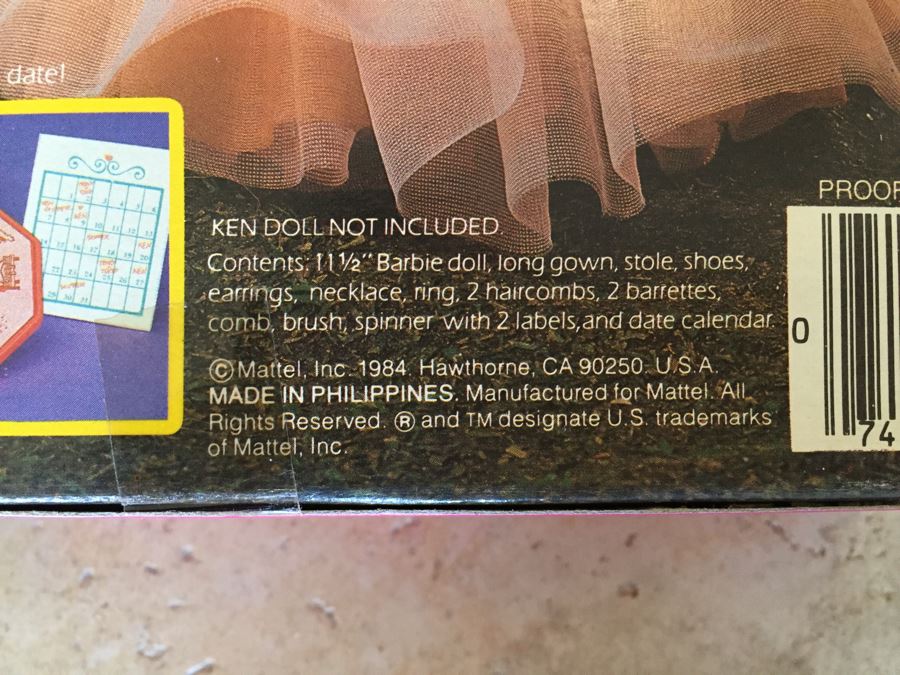 date!
KEN DOLL NOT INCLUDED.
Contents: 11½" Barbie doll, long gown, stole, shoes,
earrings, necklace, ring, 2 haircombs, 2 barrettes,
comb, brush, spinner with 2 labels, and date calendar.
©Mattel, Inc. 1984. Hawthorne, CA 90250. U.S.A.
MADE IN PHILIPPINES. Manufactured for Mattel. All
Rights Reserved. ® and TM designate U.S. trademarks
of Mattel, Inc.
PROOF
0
74